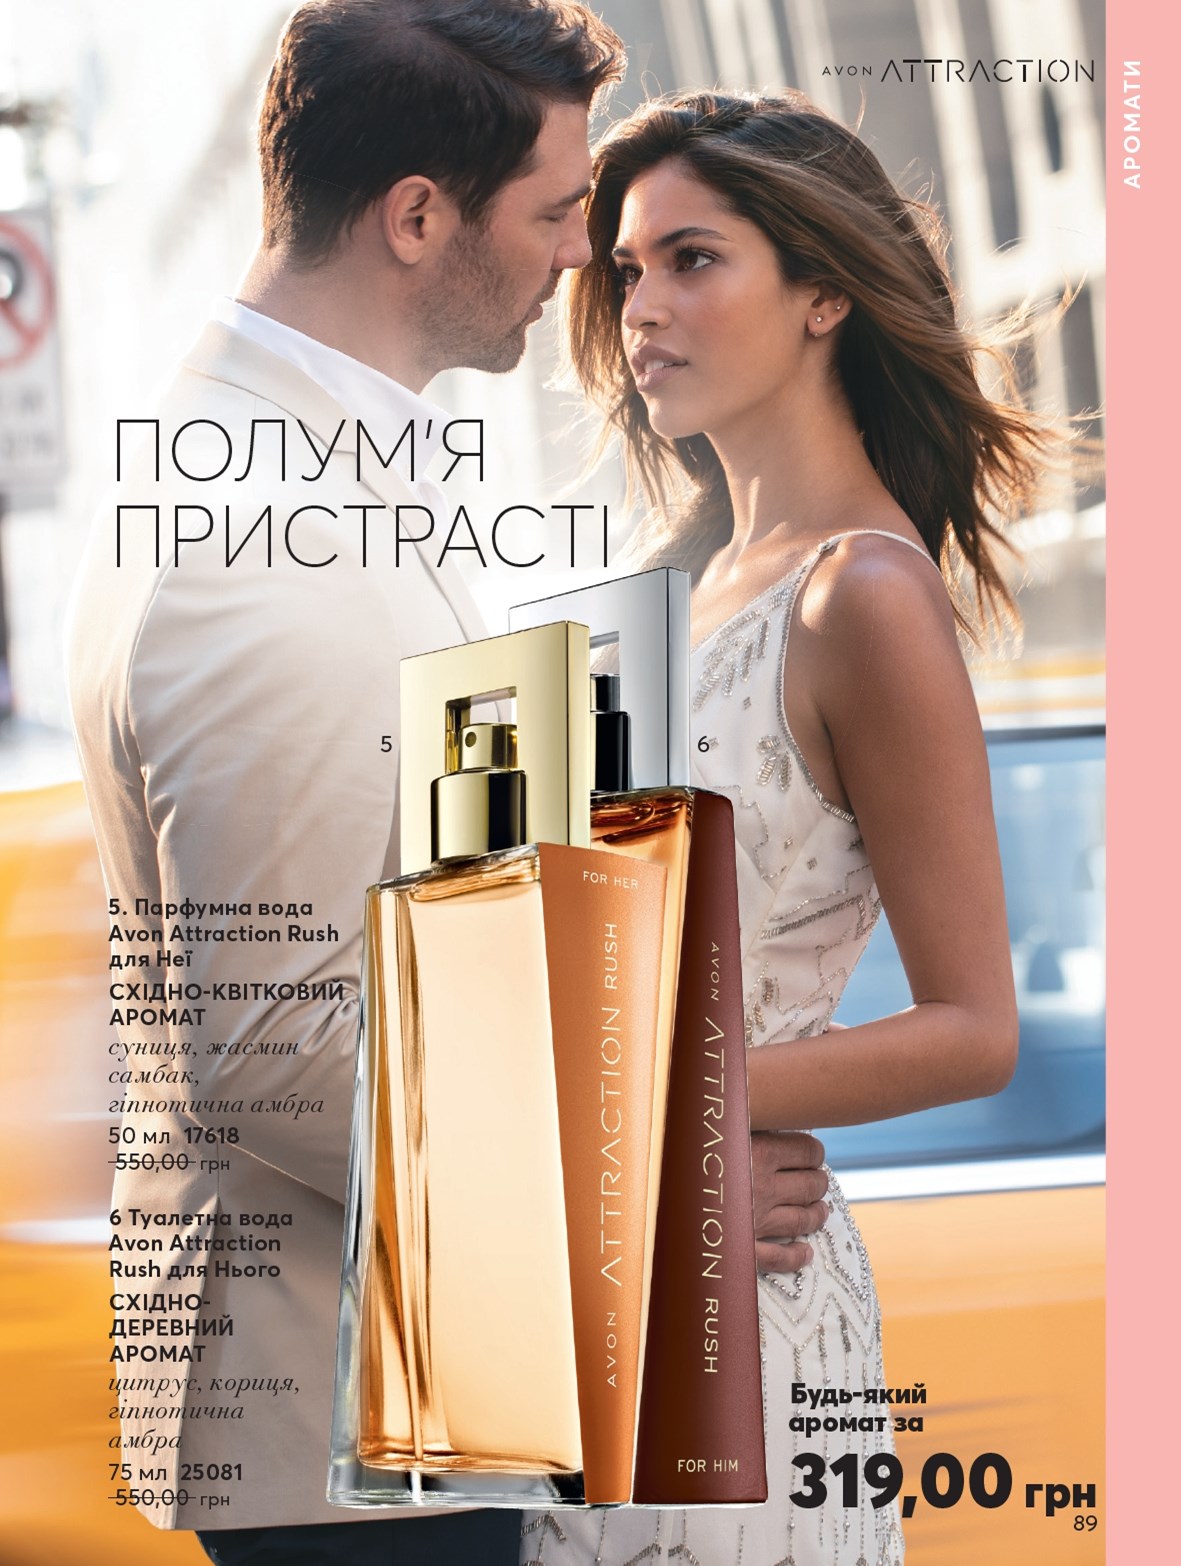 AVON ATTRACTION
АРОМАТИ
ПОЛУМ'Я
ПРИСТРАСТІ
5
6
5. Парфумна вода
Avon Attraction Rush
для Неї
СХІДНО-КВІТКОВИЙ
АРОМАТ
суниця, жасмин
самбак,
гіпнотична амбра
50 мл 17618
550,00 грн
6 Туалетна вода
Avon Attraction
Rush для Нього
СХІДНО-
ДЕРЕВНИЙ
АРОМАТ
цитрус, кориця,
гіпнотична
амбра
75 мл 25081
550,00 грн
FOR HER
AVON ATTRACTION RUSH
AVON ATTRACTION RUSH
FOR HIM
Будь-який
аромат за
319,00 грн
89